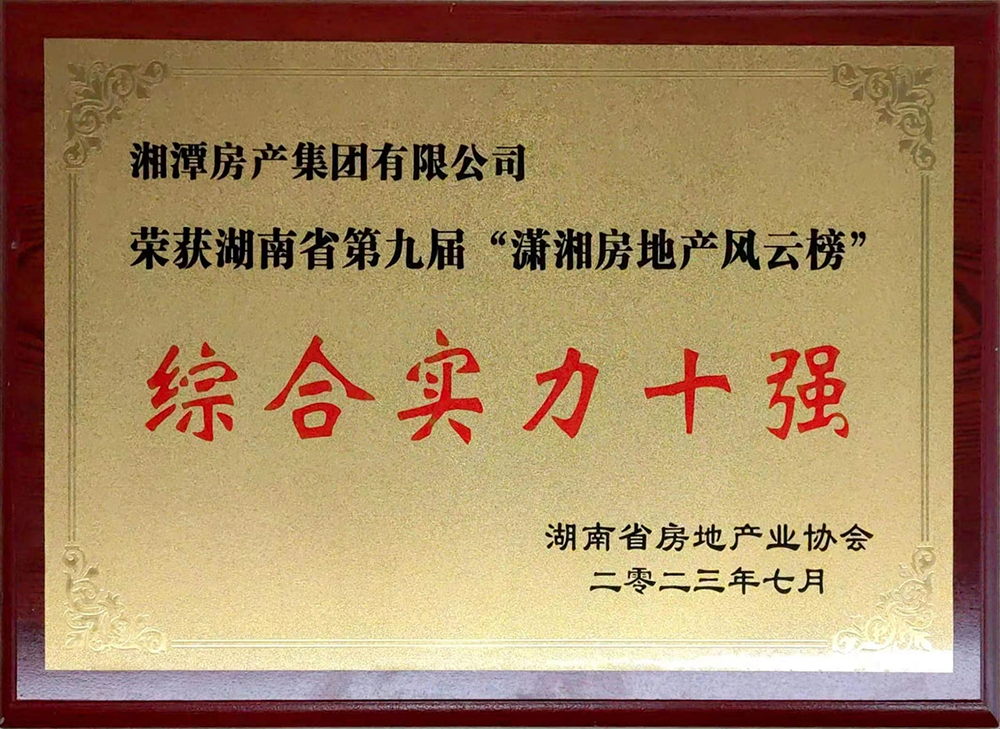 湘潭房产集团有限公司
荣获湖南省第九届“潇湘房地产风云榜”
综合实力十强
湖南省房地产业协会
二零二三年七月